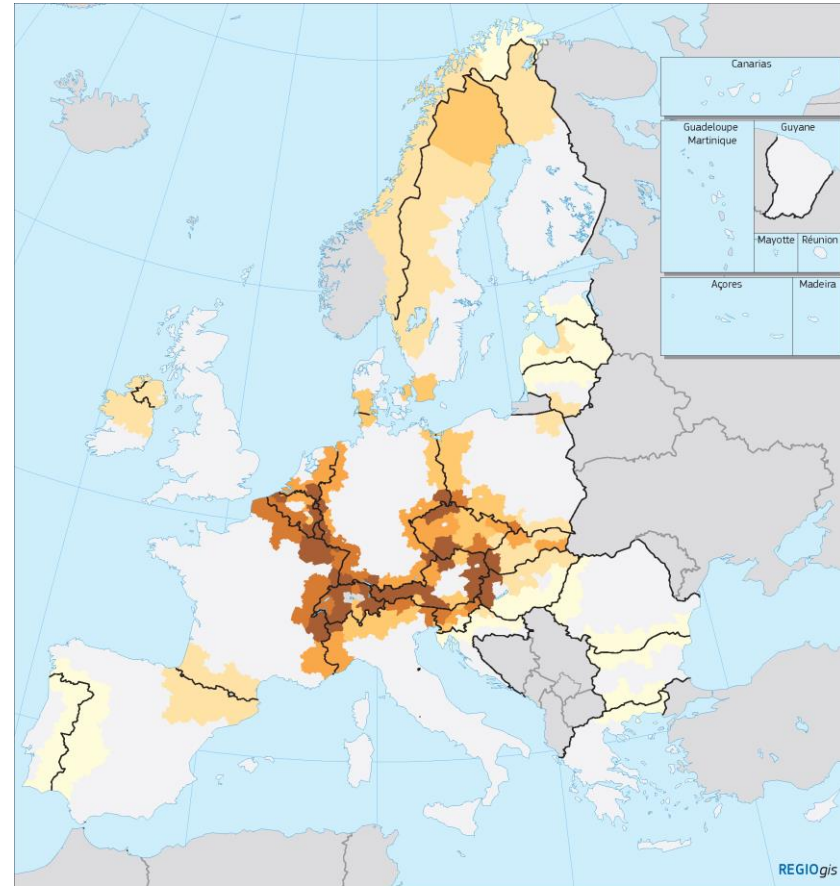 Canarias
Guadeloupe
Martinique
Guyane
Mayotte
Réunion
Açores
Madeira
REGIOgis